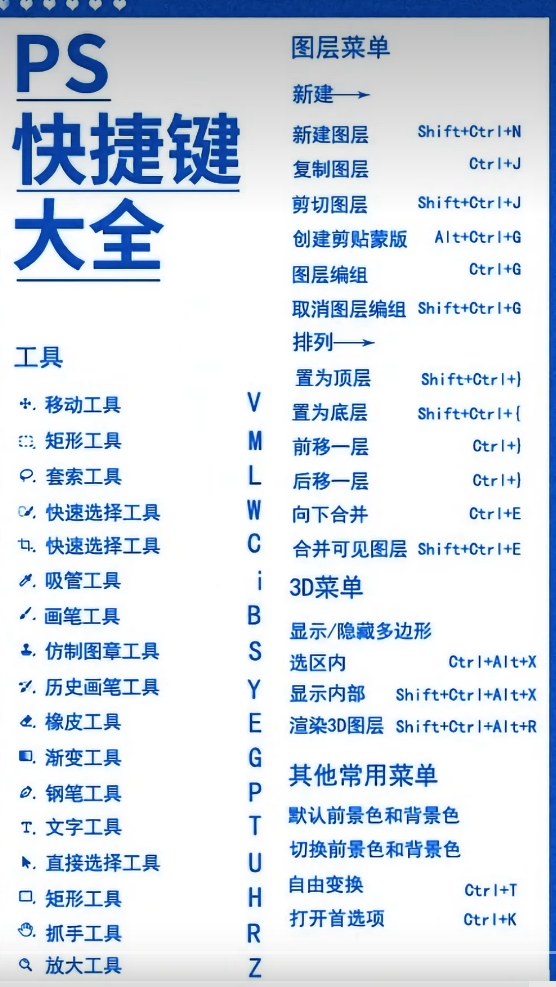 PS
快捷键
大全
工具
移动工具 V
矩形工具 M
套索工具 L
快速选择工具 W
快速选择工具 C
吸管工具 i
画笔工具 B
仿制图章工具 S
历史画笔工具 Y
橡皮工具 E
渐变工具 G
钢笔工具 P
文字工具 T
直接选择工具 U
矩形工具 H
抓手工具 R
放大工具 Z
图层菜单
新建
新建图层 Shift+Ctrl+N
复制图层 Ctrl+J
剪切图层 Shift+Ctrl+J
创建剪贴蒙版 Alt+Ctrl+G
图层编组 Ctrl+G
取消图层编组 Shift+Ctrl+G
排列
置为顶层 Shift+Ctrl+}
置为底层 Shift+Ctrl+{
前移一层 Ctrl+}
后移一层 Ctrl+}
向下合并 Ctrl+E
合并可见图层 Shift+Ctrl+E
3D菜单
显示/隐藏多边形
选区内 Ctrl+Alt+X
显示内部 Shift+Ctrl+Alt+X
渲染3D图层 Shift+Ctrl+Alt+R
其他常用菜单
默认前景色和背景色
切换前景色和背景色
自由变换 Ctrl+T
打开首选项 Ctrl+K